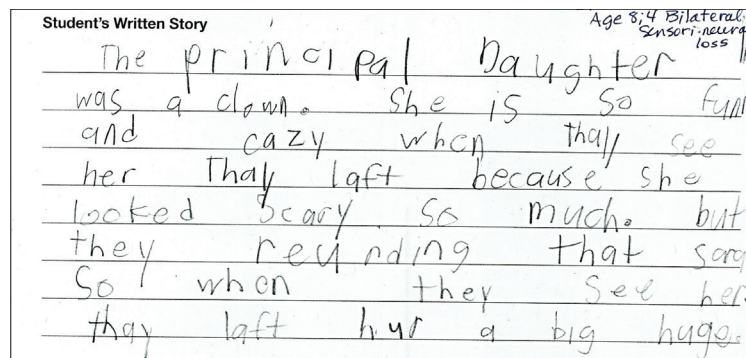 Student's Written Story
Age 8;4 Bilateral
Sensori-neural
loss
The principal Daughter
was a clown. She is so fun
and cazy when thay see
her Thay laft because she
looked scary so much. but
they that
So when they see her
thay laft hur a big huge.